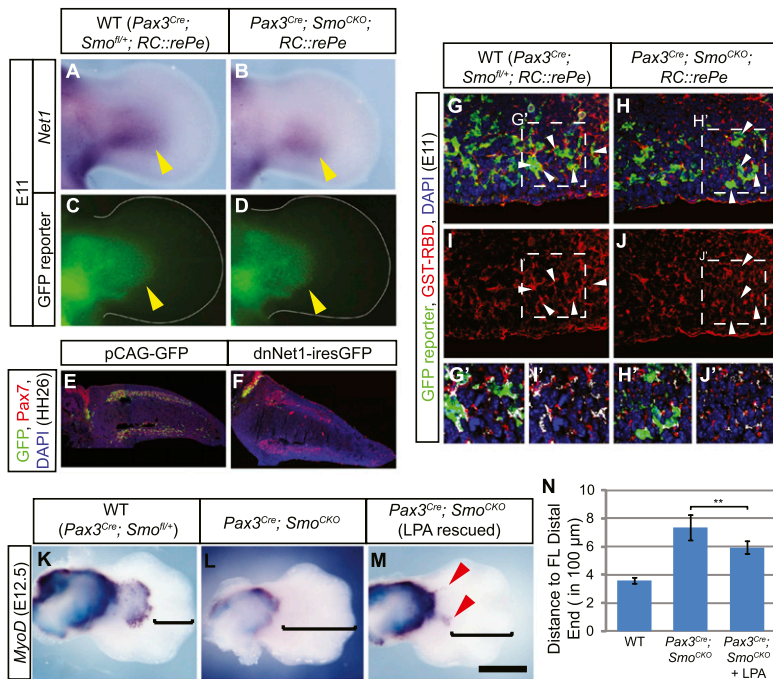 WT (Pax3Cre;
Smofl/+; RC::rePe)
Pax3Cre; SmoCKO;
RC::rePe
E11
Net1
GFP reporter
A
B
C
D
pCAG-GFP
dnNet1-iresGFP
GFP, Pax7,
DAPI (HH26)
E
F
WT (Pax3Cre;
Smofl/+; RC::rePe)
Pax3Cre; SmoCKO;
RC::rePe
GFP reporter, GST-RBD, DAPI (E11)
G
G'
H
H'
I
J
J'
G'
I'
H'
J'
WT
(Pax3Cre; Smofl/+)
Pax3Cre; SmoCKO
Pax3Cre; SmoCKO
(LPA rescued)
MyoD (E12.5)
K
L
M
N
Distance to FL Distal
End ( in 100 μm)
10
8
6
4
2
0
**
WT
Pax3Cre;
SmoCKO
Pax3Cre;
SmoCKO
+ LPA